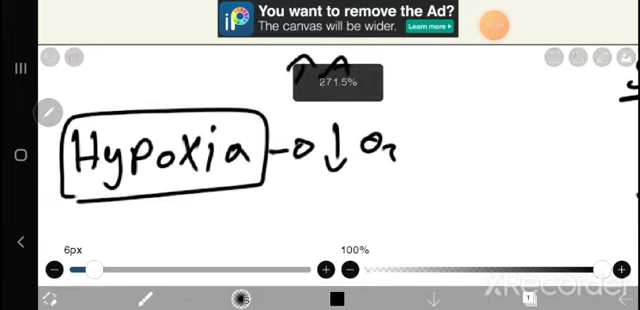 You want to remove the Ad?
The canvas will be wider.
Learn more
271.5%
Hypoxia → ↓ O₂
6px
100%
1
XRecorder